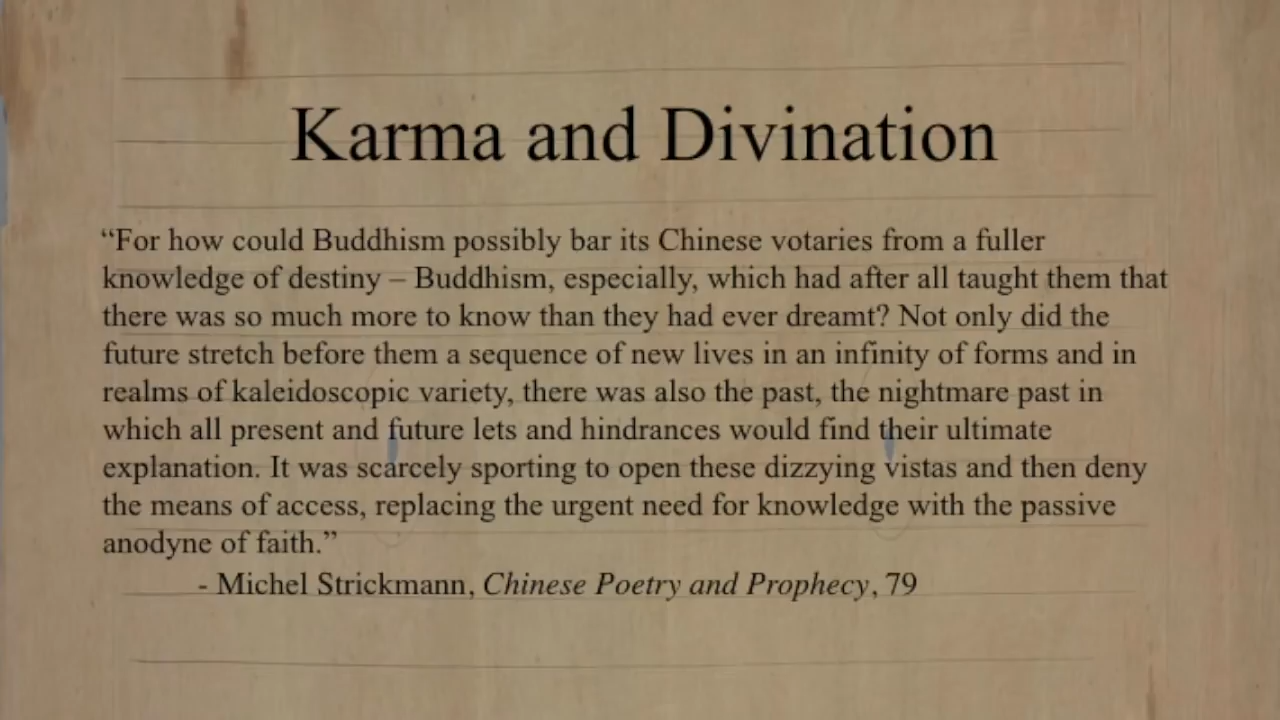 Karma and Divination
“For how could Buddhism possibly bar its Chinese votaries from a fuller
knowledge of destiny – Buddhism, especially, which had after all taught them that
there was so much more to know than they had ever dreamt? Not only did the
future stretch before them a sequence of new lives in an infinity of forms and in
realms of kaleidoscopic variety, there was also the past, the nightmare past in
which all present and future lets and hindrances would find their ultimate
explanation. It was scarcely sporting to open these dizzying vistas and then deny
the means of access, replacing the urgent need for knowledge with the passive
anodyne of faith.”
- Michel Strickmann, Chinese Poetry and Prophecy, 79